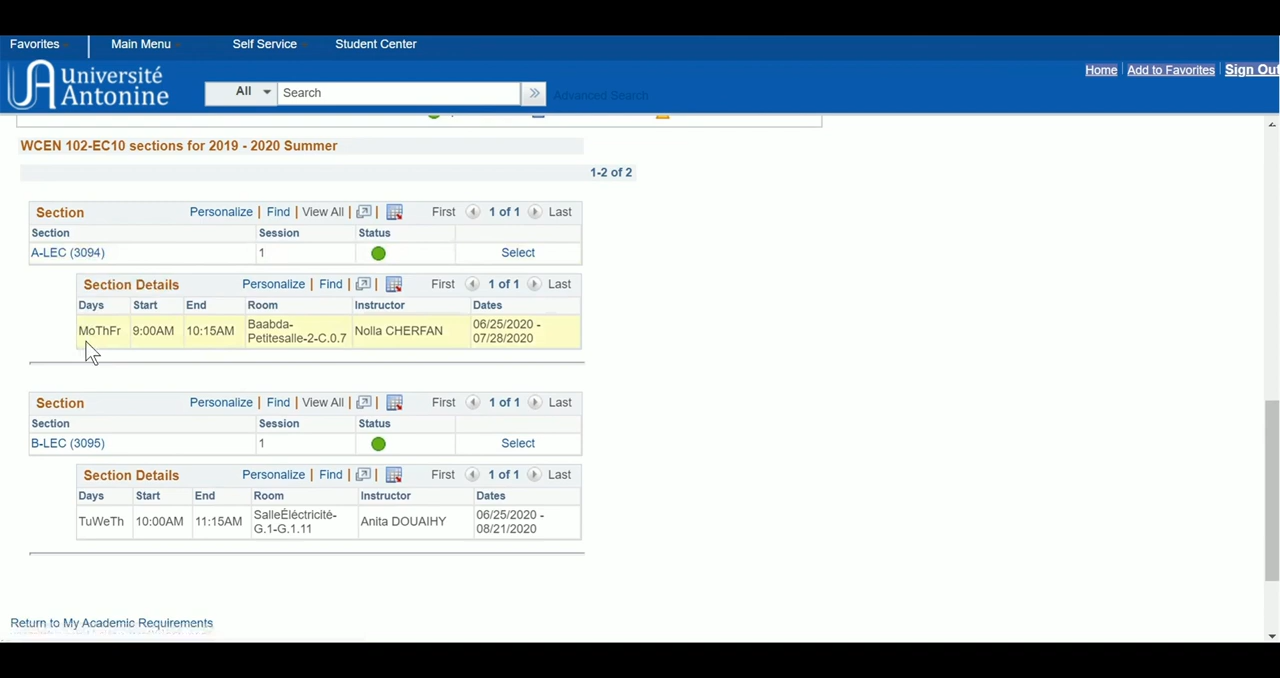 Favorites Main Menu Self Service Student Center
Home Add to Favorites Sign Out
Université
Antonine
All Search Advanced Search
WCEN 102-EC10 sections for 2019 - 2020 Summer
1-2 of 2
Section Personalize | Find | View All | | First 1 of 1 Last
Section Session Status
A-LEC (3094) 1 Select
Section Details Personalize | Find | | First 1 of 1 Last
Days Start End Room Instructor Dates
MoThFr 9:00AM 10:15AM Baabda-Petitesalle-2-C.0.7 Nolla CHERFAN 06/25/2020 - 07/28/2020
Section Personalize | Find | View All | | First 1 of 1 Last
Section Session Status
B-LEC (3095) 1 Select
Section Details Personalize | Find | | First 1 of 1 Last
Days Start End Room Instructor Dates
TuWeTh 10:00AM 11:15AM SalleÉléctricité-G.1-G.1.11 Anita DOUAIHY 06/25/2020 - 08/21/2020
Return to My Academic Requirements